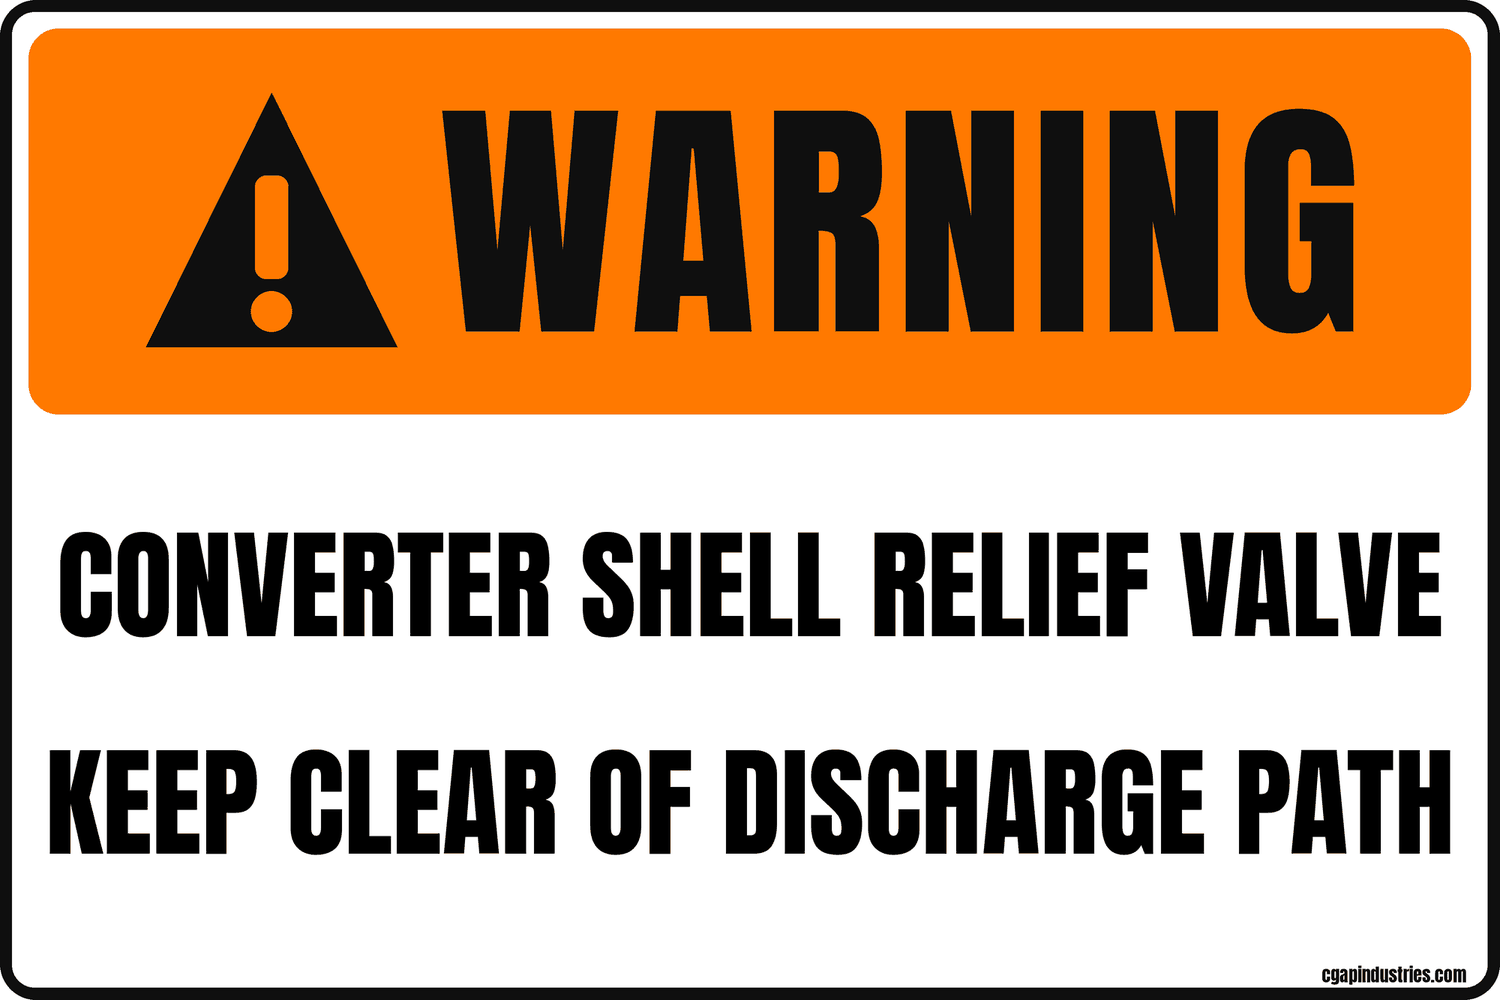 WARNING
CONVERTER SHELL RELIEF VALVE
KEEP CLEAR OF DISCHARGE PATH
cgapindustries.com